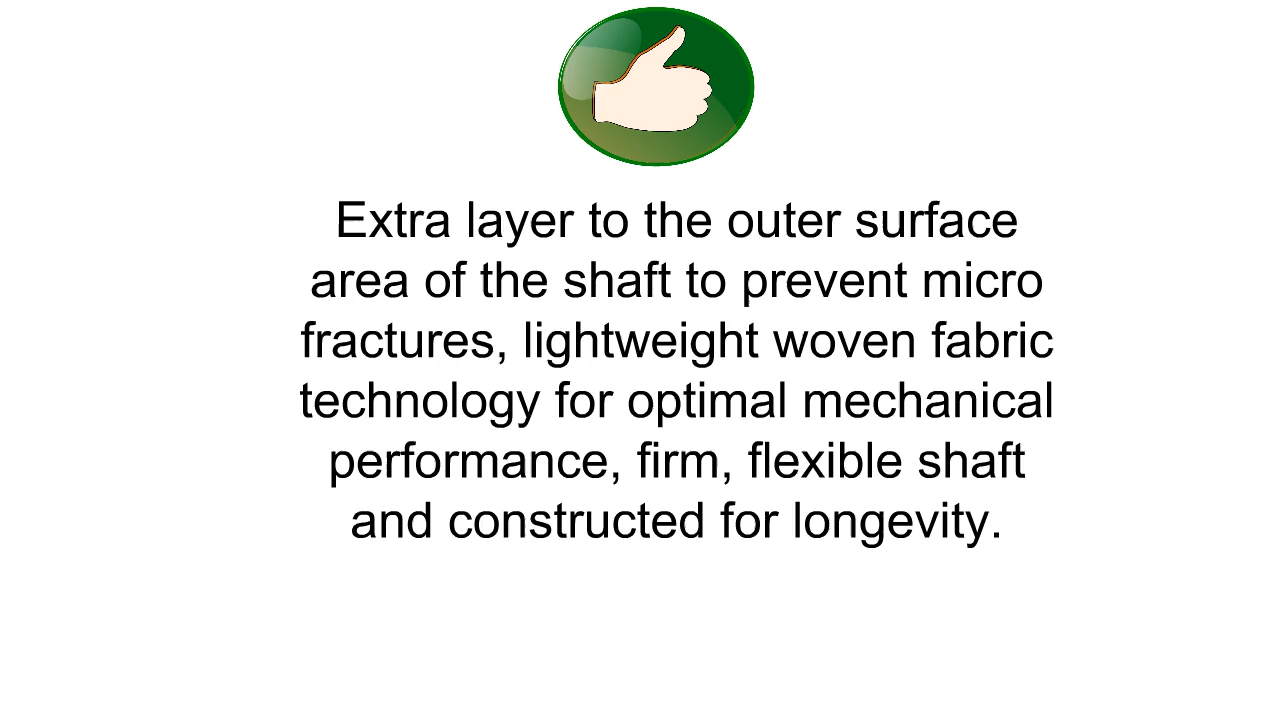 Extra layer to the outer surface
area of the shaft to prevent micro
fractures, lightweight woven fabric
technology for optimal mechanical
performance, firm, flexible shaft
and constructed for longevity.